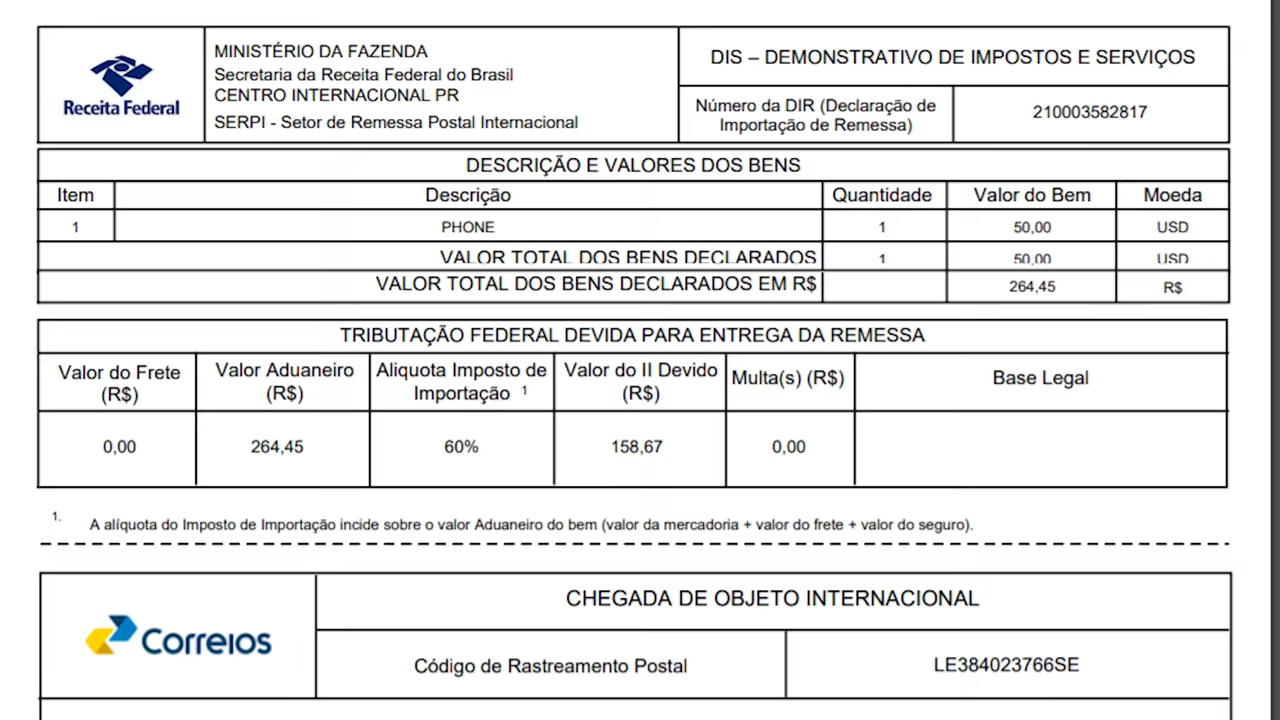 Receita Federal
MINISTÉRIO DA FAZENDA
Secretaria da Receita Federal do Brasil
CENTRO INTERNACIONAL PR
SERPI - Setor de Remessa Postal Internacional
DIS – DEMONSTRATIVO DE IMPOSTOS E SERVIÇOS
Número da DIR (Declaração de
Importação de Remessa)
210003582817
DESCRIÇÃO E VALORES DOS BENS
Item Descrição Quantidade Valor do Bem Moeda
1 PHONE 1 50,00 USD
VALOR TOTAL DOS BENS DECLARADOS 1 50,00 USD
VALOR TOTAL DOS BENS DECLARADOS EM R$ 264,45 R$
TRIBUTAÇÃO FEDERAL DEVIDA PARA ENTREGA DA REMESSA
Valor do Frete
(R$)
Valor Aduaneiro
(R$)
Aliquota Imposto de
Importação 1
Valor do II Devido
(R$)
Multa(s) (R$)
Base Legal
0,00 264,45 60% 158,67 0,00
1. A alíquota do Imposto de Importação incide sobre o valor Aduaneiro do bem (valor da mercadoria + valor do frete + valor do seguro).
Correios
CHEGADA DE OBJETO INTERNACIONAL
Código de Rastreamento Postal
LE384023766SE